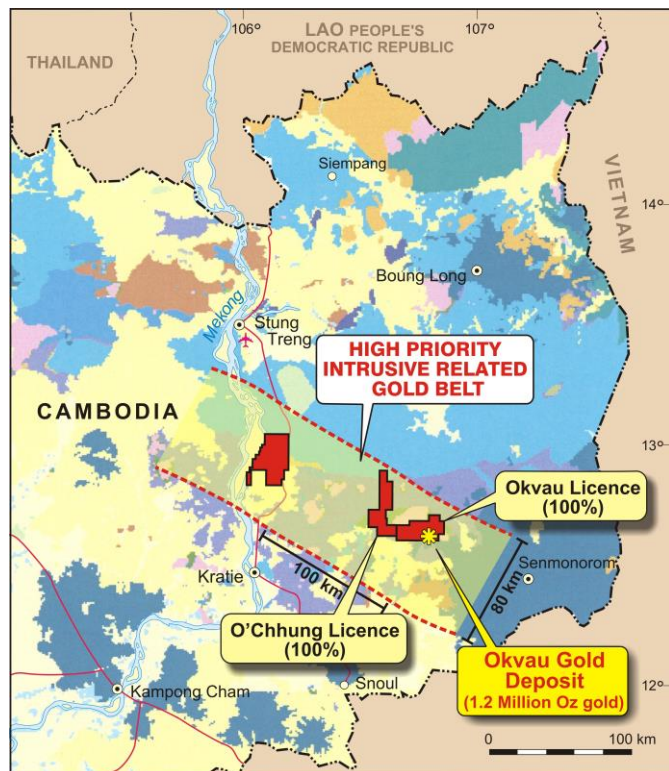 106°
107°
LAO PEOPLE'S
DEMOCRATIC REPUBLIC
THAILAND
Siempang
VIETNAM
14°
Boung Long
Mekong
Stung
Treng
HIGH PRIORITY
INTRUSIVE RELATED
GOLD BELT
CAMBODIA
13°
Okvau Licence
(100%)
Kratie
100 km
Senmonorom
80 km
O'Chhung Licence
(100%)
Okvau Gold
Deposit
(1.2 Million Oz gold)
Kampong Cham
Snoul
12°
0
100 km